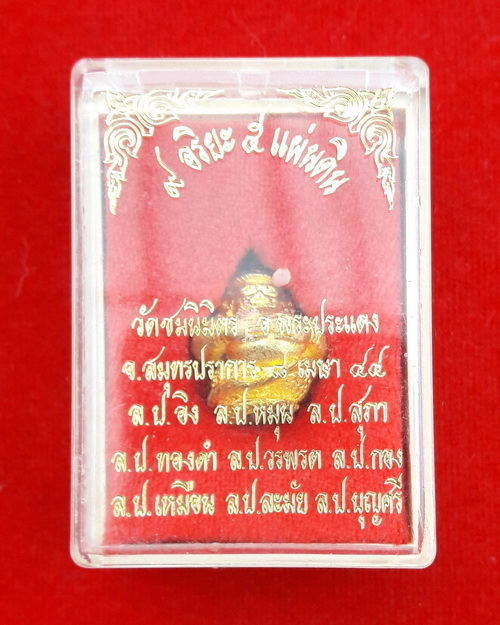 ๙ อริยะ ๕ แผ่นดิน
วัดชมนิมิตร อ.พระประแดง
จ.สมุทรปราการ ๘ เมษา ๔๔
ล.ป.อิง ล.ป.หมุน ล.ป.สุภา
ล.ป.ทองดำ ล.ป.วรพรต ล.ป.กอง
ล.ป.เหมือน ล.ป.ละมัย ล.ป.บุญศรี